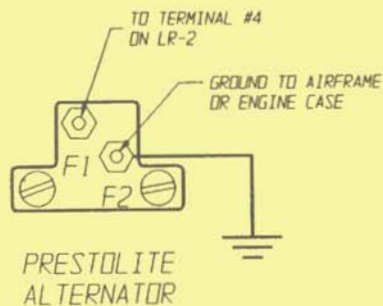 TO TERMINAL #4
ON LR-2
GROUND TO AIRFRAME
OR ENGINE CASE
F1
F2
PRESTOLITE
ALTERNATOR